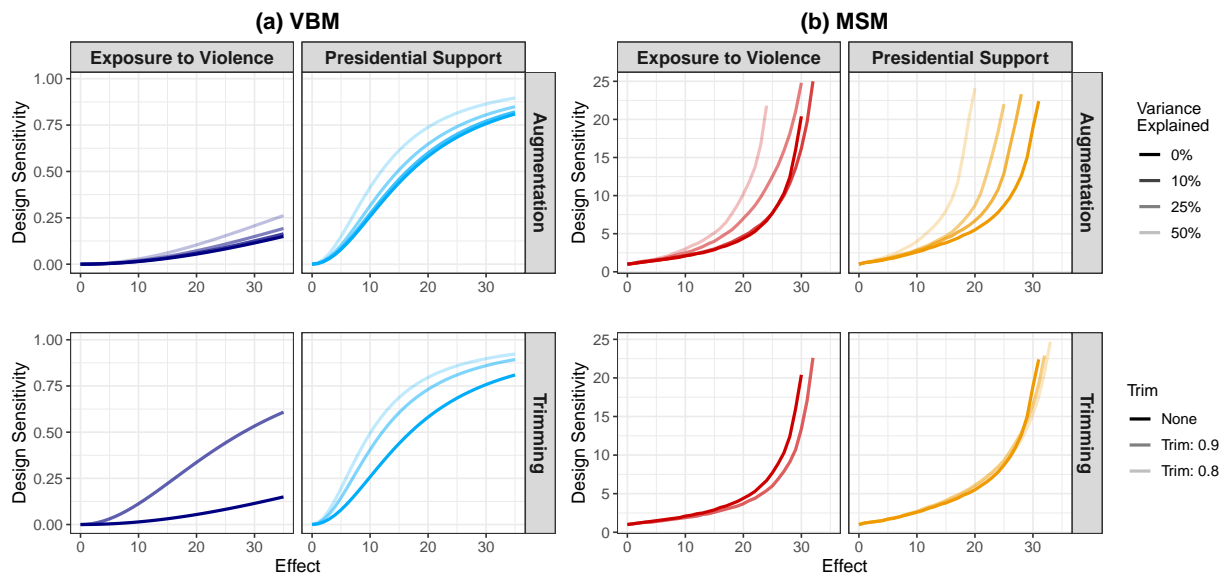 (a) VBM
(b) MSM
Exposure to Violence
Presidential Support
Exposure to Violence
Presidential Support
Design Sensitivity
1.00
0.75
0.50
0.25
0.00
0 10 20 30
0 10 20 30
Augmentation
Design Sensitivity
25
20
15
10
5
0
0 10 20 30
0 10 20 30
Augmentation
Variance
Explained
0%
10%
25%
50%
Design Sensitivity
1.00
0.75
0.50
0.25
0.00
0 10 20 30
0 10 20 30
Trimming
Effect
Design Sensitivity
25
20
15
10
5
0
0 10 20 30
0 10 20 30
Trimming
Effect
Trim
None
Trim: 0.9
Trim: 0.8